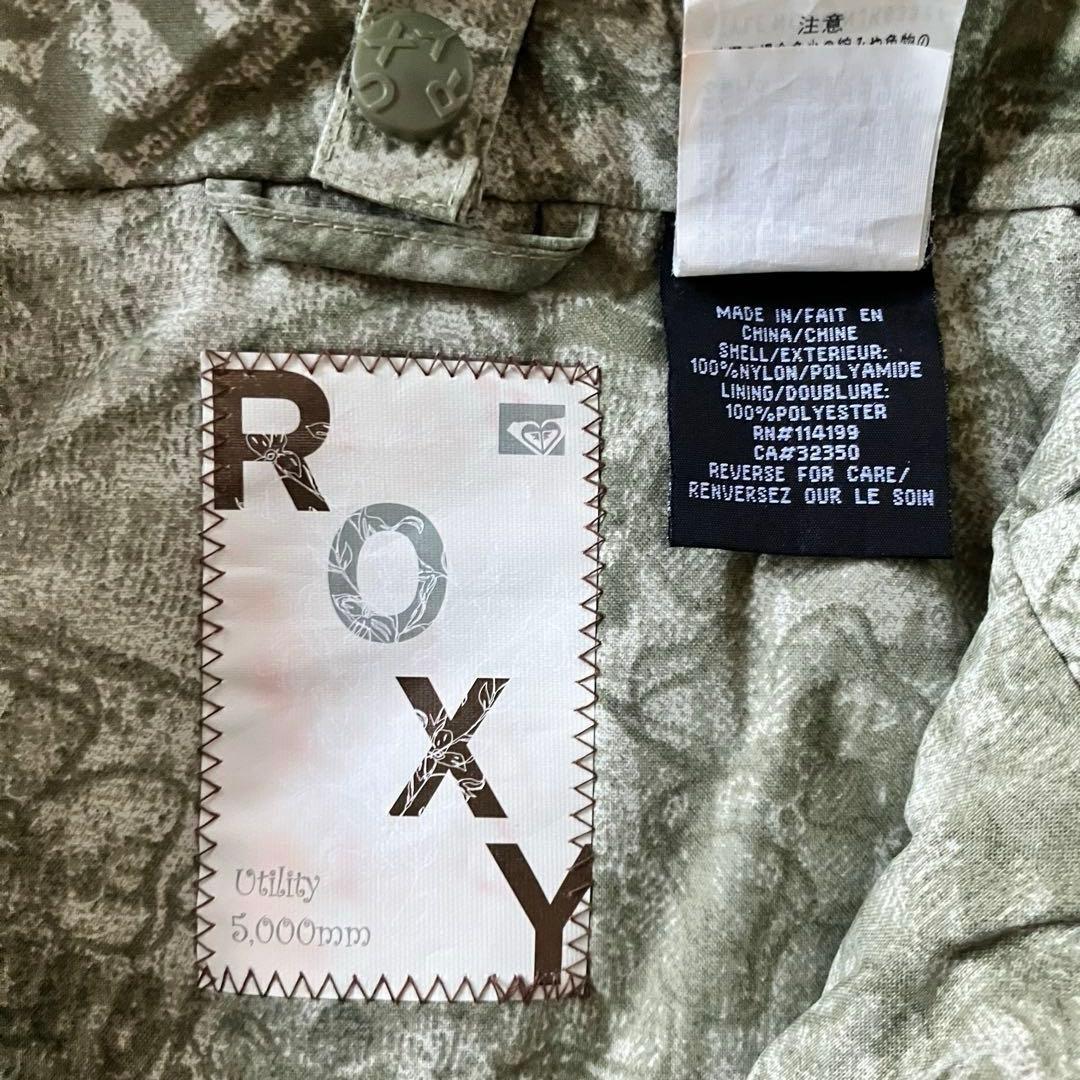 ROXY
注意
MADE IN/FAIT EN
CHINA/CHINE
SHELL/EXTERIEUR:
100%NYLON/POLYAMIDE
LINING/DOUBLURE:
100%POLYESTER
RN#114199
CA#32350
REVERSE FOR CARE/
RENVERSEZ OUR LE SOIN
R
O
X
Y
Utility
5,000mm